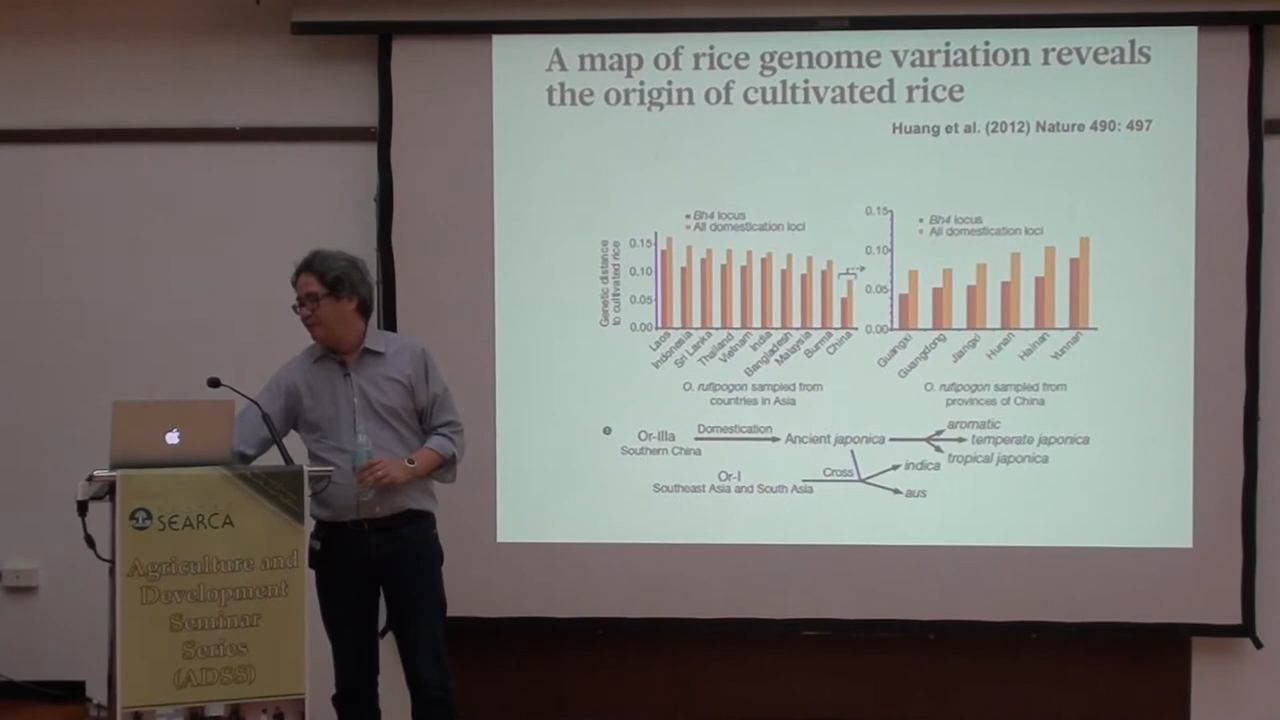 A map of rice genome variation reveals
the origin of cultivated rice
Huang et al. (2012) Nature 490: 497
Bh4 locus
All domestication loci
Genetic distance
to cultivated rice
0.15
0.10
0.05
0.00
Laos
Indonesia
Sri Lanka
Thailand
Vietnam
India
Bangladesh
Malaysia
Burma
China
O. rufipogon sampled from
countries in Asia
Bh4 locus
All domestication loci
0.15
0.10
0.05
0.00
Guangxi
Guangdong
Jiangxi
Hunan
Hainan
Yunnan
O. rufipogon sampled from
provinces of China
e
Or-IIIa
Southern China
Domestication
Ancient japonica
aromatic
temperate japonica
tropical japonica
Or-I
Southeast Asia and South Asia
Cross
indica
aus
SEARCA
Agriculture and
Development
Seminar
Series
(ADSS)